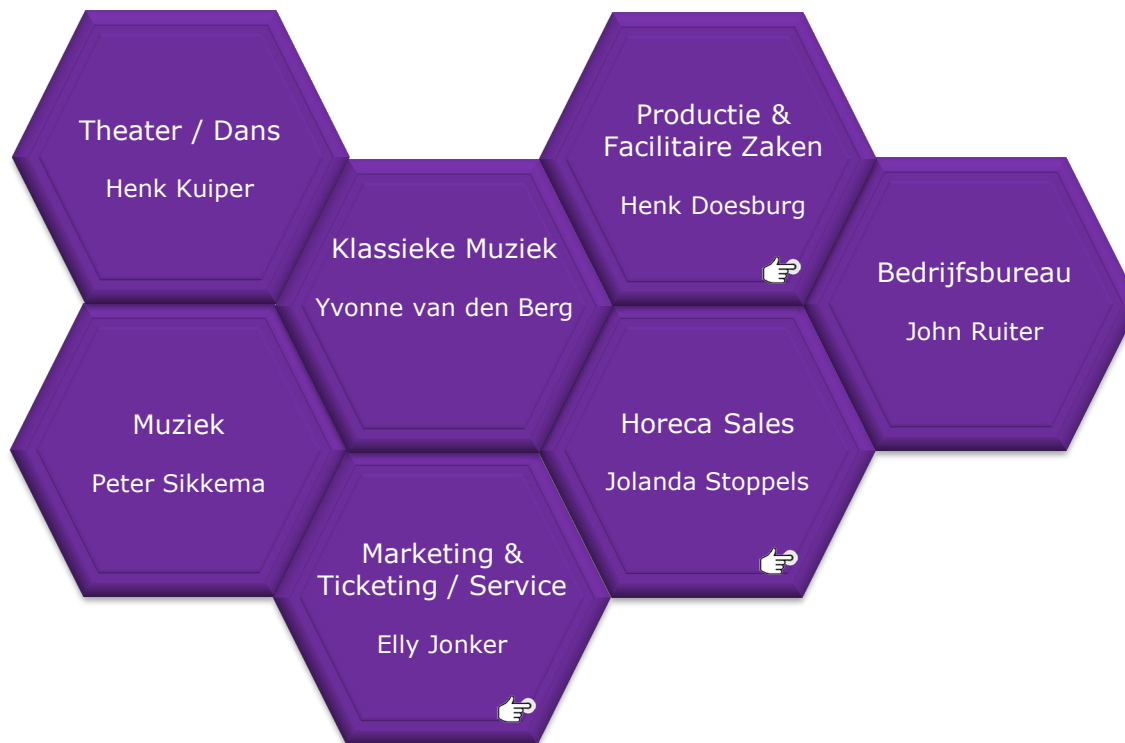 Theater / Dans
Henk Kuiper
Productie &
Facilitaire Zaken
Henk Doesburg
Klassieke Muziek
Yvonne van den Berg
Bedrijfsbureau
John Ruiter
Muziek
Peter Sikkema
Horeca Sales
Jolanda Stoppels
Marketing &
Ticketing / Service
Elly Jonker